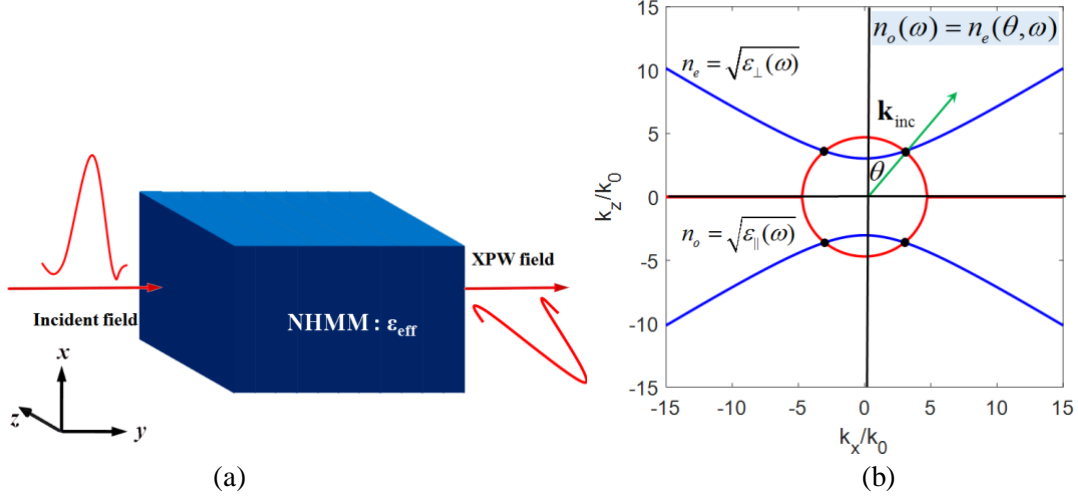 Incident field
XPW field
NHMM : ε_eff
x
z
y
(a)
n_o(ω) = n_e(θ,ω)
n_e = √ε_⊥(ω)
k_inc
θ
n_o = √ε_∥(ω)
15
10
5
0
-5
-10
-15
k_z/k_0
-15 -10 -5 0 5 10 15
k_x/k_0
(b)